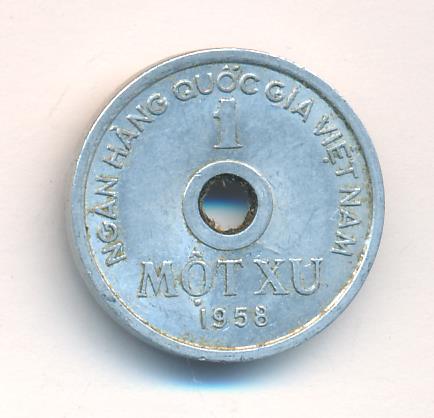 NGÂN HÀNG QUỐC GIA VIỆT NAM
1
MỘT XU
1958